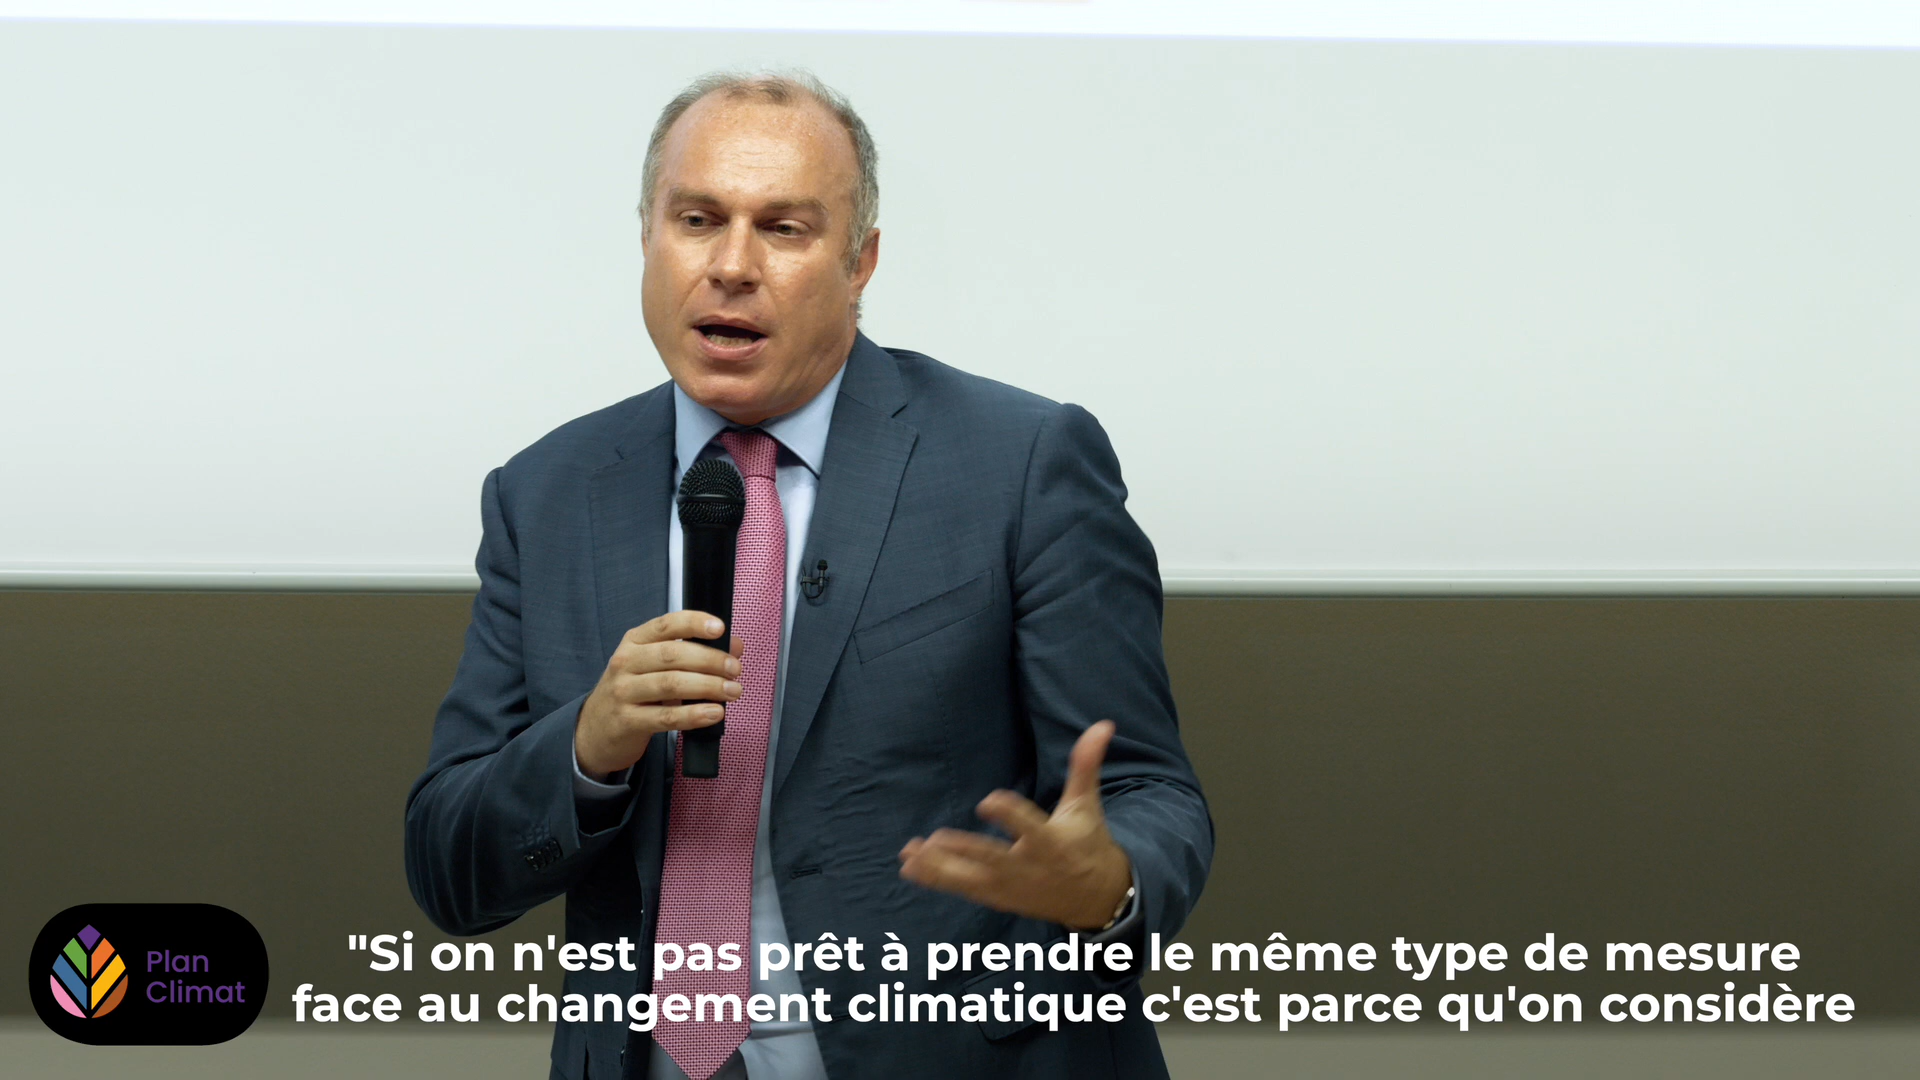 Plan
Climat
"Si on n'est pas prêt à prendre le même type de mesure
face au changement climatique c'est parce qu'on considère